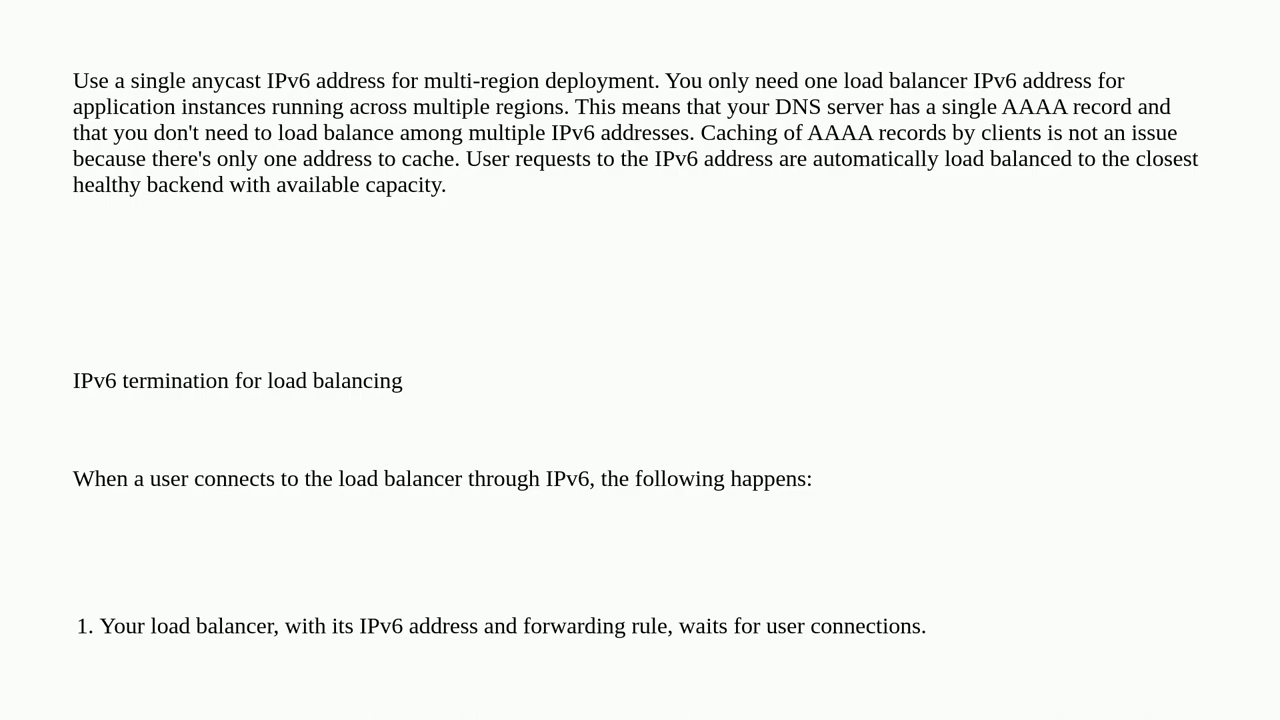 Use a single anycast IPv6 address for multi-region deployment. You only need one load balancer IPv6 address for
application instances running across multiple regions. This means that your DNS server has a single AAAA record and
that you don't need to load balance among multiple IPv6 addresses. Caching of AAAA records by clients is not an issue
because there's only one address to cache. User requests to the IPv6 address are automatically load balanced to the closest
healthy backend with available capacity.
IPv6 termination for load balancing
When a user connects to the load balancer through IPv6, the following happens:
1. Your load balancer, with its IPv6 address and forwarding rule, waits for user connections.